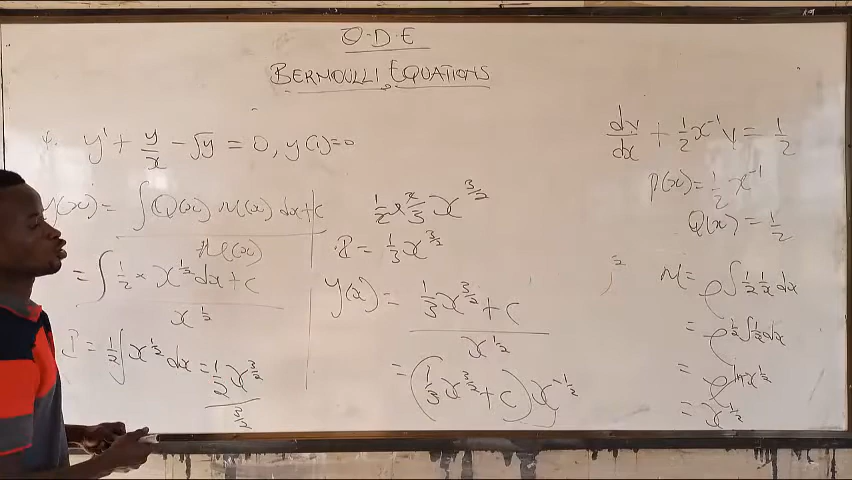 O.D.E
BERNOULLI EQUATIONS
4. y' + y/x - √y = 0, y(1)=0
y(x) = ∫Q(x) M(x) dx + C / M(x)
= ∫ 1/2 * x^{1/2} dx + C / x^{1/2}
I = 1/2 ∫ x^{1/2} dx = 1/2 x^{3/2} / 3/2
1/2 × 2/3 x^{3/2}
I = 1/3 x^{3/2}
y(x) = 1/3 x^{3/2} + C / x^{1/2}
= (1/3 x^{3/2} + C) x^{-1/2}
dv/dx + 1/2 x^{-1} v = 1/2
P(x) = 1/2 x^{-1}
Q(x) = 1/2
M = e^{∫ 1/2 1/x dx}
= e^{1/2 ∫ 1/x dx}
= e^{ln x^{1/2}}
= x^{1/2}